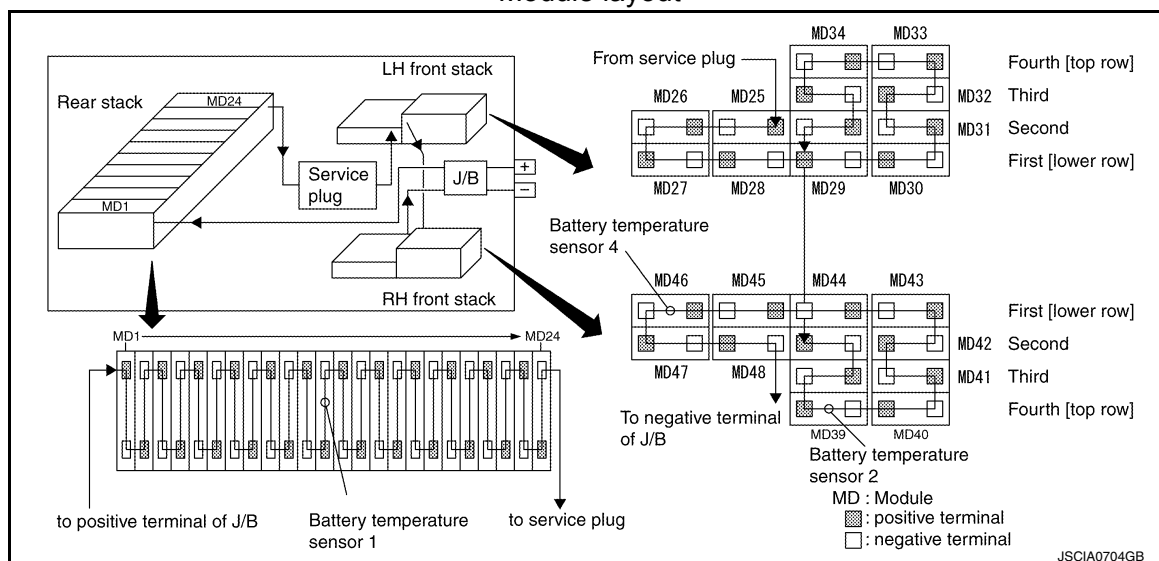 Module layout
LH front stack
Rear stack
MD24
Service
plug
J/B
+
−
MD1
RH front stack
MD1
MD24
to positive terminal of J/B
Battery temperature
sensor 1
to service plug
MD34 MD33
From service plug
Fourth [top row]
MD26 MD25
MD32 Third
MD31 Second
First [lower row]
MD27 MD28 MD29 MD30
Battery temperature
sensor 4
MD46 MD45 MD44 MD43
First [lower row]
MD42 Second
MD47 MD48
MD41 Third
To negative terminal
of J/B
Fourth [top row]
MD39 MD40
Battery temperature
sensor 2
MD : Module
: positive terminal
: negative terminal
JSCIA0704GB